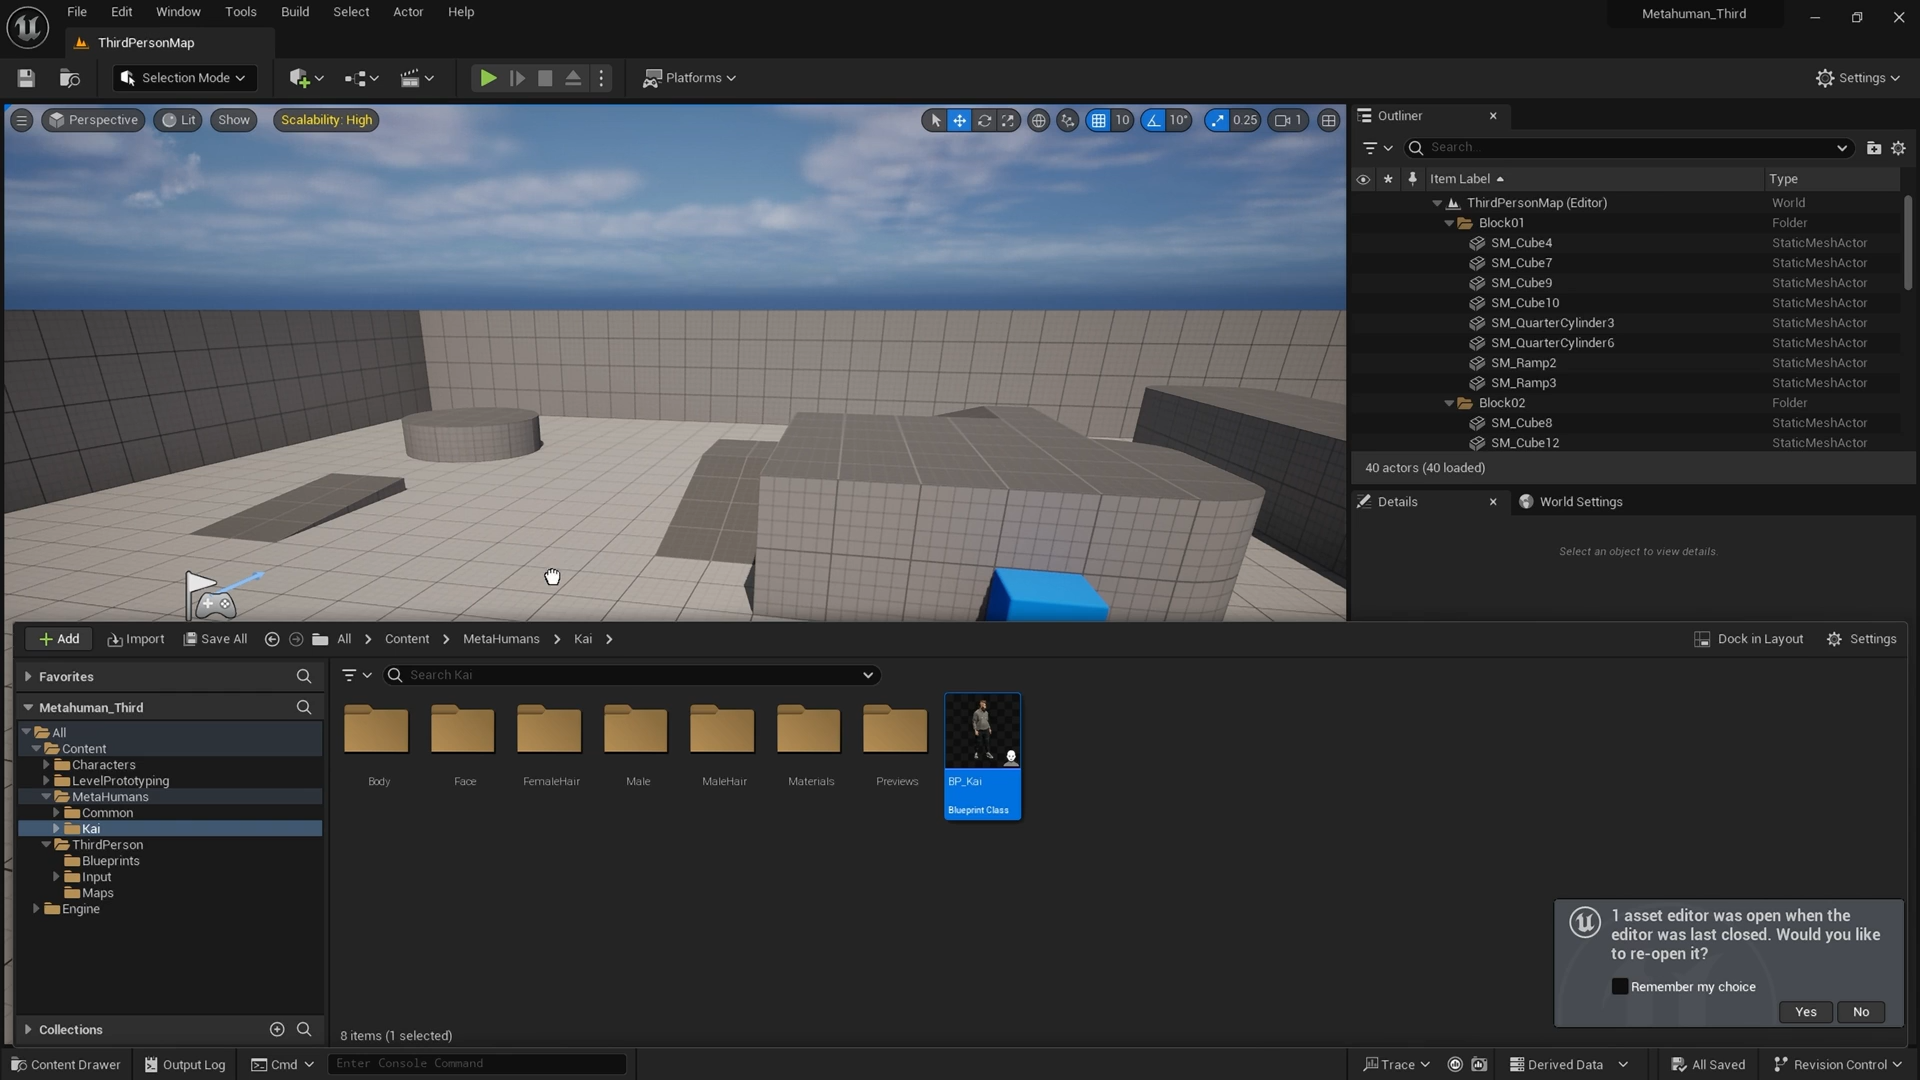 File Edit Window Tools Build Select Actor Help
Metahuman_Third
ThirdPersonMap
Selection Mode
Platforms
Settings
Perspective Lit Show Scalability: High
10 10° 0.25 1
Outliner
Search...
Item Label Type
ThirdPersonMap (Editor) World
Block01 Folder
SM_Cube4 StaticMeshActor
SM_Cube7 StaticMeshActor
SM_Cube9 StaticMeshActor
SM_Cube10 StaticMeshActor
SM_QuarterCylinder3 StaticMeshActor
SM_QuarterCylinder6 StaticMeshActor
SM_Ramp2 StaticMeshActor
SM_Ramp3 StaticMeshActor
Block02 Folder
SM_Cube8 StaticMeshActor
SM_Cube12 StaticMeshActor
40 actors (40 loaded)
Details World Settings
Select an object to view details.
Add Import Save All All Content MetaHumans Kai
Dock in Layout Settings
Favorites
Search Kai
Metahuman_Third
All
Content
Characters
LevelPrototyping
MetaHumans
Common
Kai
ThirdPerson
Blueprints
Input
Maps
Engine
Collections
Body Face FemaleHair Male MaleHair Materials Previews BP_Kai
Blueprint Class
8 items (1 selected)
1 asset editor was open when the
editor was last closed. Would you like
to re-open it?
Remember my choice
Yes No
Content Drawer Output Log Cmd Enter Console Command
Trace Derived Data All Saved Revision Control